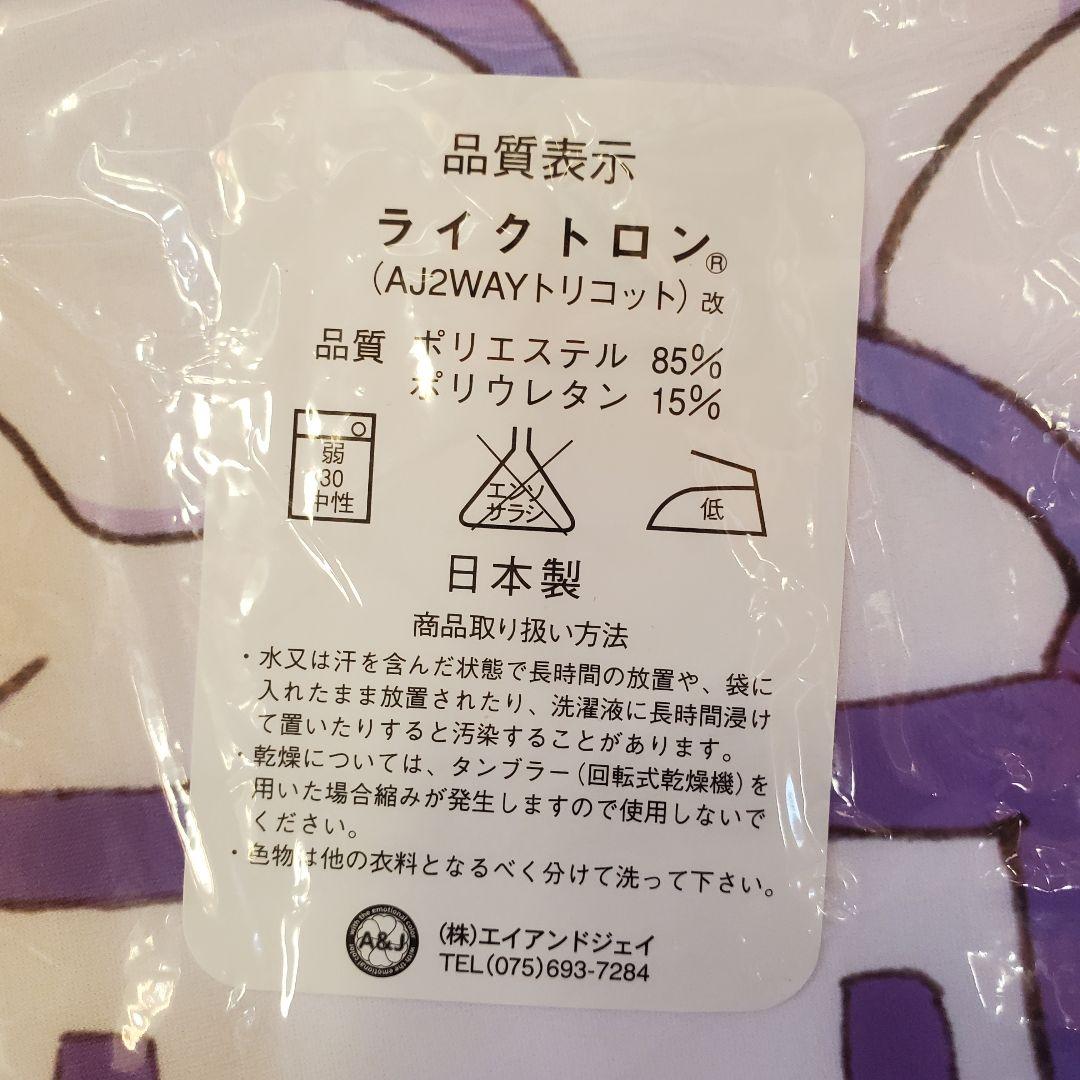 品質表示
ライクトロン®
(AJ2WAYトリコット) 改
品質 ポリエステル 85%
ポリウレタン 15%
弱
30
中性
エンソ
サラシ
低
日本製
商品取り扱い方法
・水又は汗を含んだ状態で長時間の放置や、袋に
入れたまま放置されたり、洗濯液に長時間浸け
て置いたりすると汚染することがあります。
・乾燥については、タンブラー(回転式乾燥機)を
用いた場合縮みが発生しますので使用しないで
ください。
・色物は他の衣料となるべく分けて洗って下さい。
with the emotional color
A&J
with the emotional color
(株)エイアンドジェイ
TEL(075)693-7284